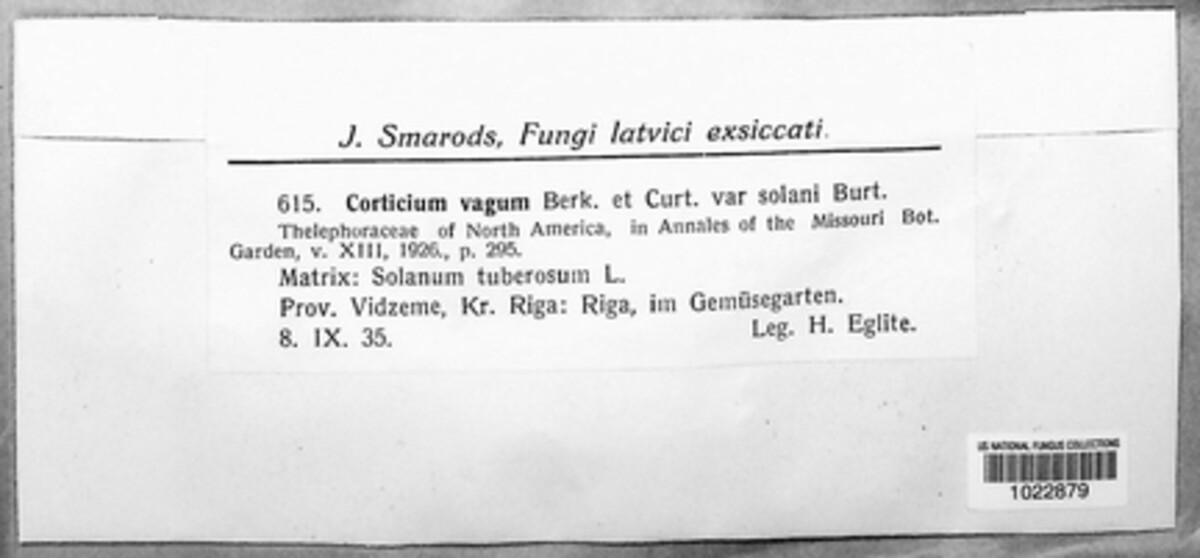 J. Smarods, Fungi latvici exsiccati.
615. Corticium vagum Berk. et Curt. var solani Burt.
Thelephoraceae of North America, in Annales of the Missouri Bot.
Garden, v. XIII, 1926., p. 295.
Matrix: Solanum tuberosum L.
Prov. Vidzeme, Kr. Riga: Riga, im Gemüsegarten.
8. IX. 35. Leg. H. Eglite.
US NATIONAL FUNGUS COLLECTIONS
1022879